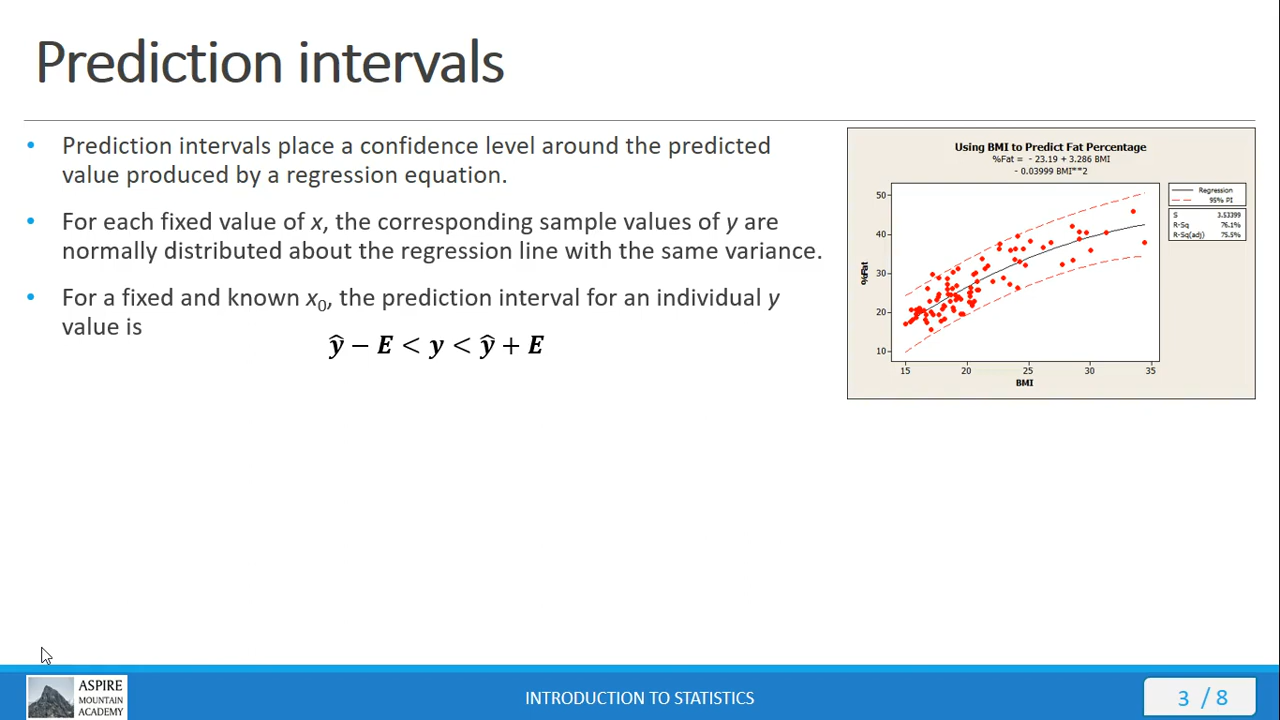 Prediction intervals
• Prediction intervals place a confidence level around the predicted
value produced by a regression equation.
• For each fixed value of x, the corresponding sample values of y are
normally distributed about the regression line with the same variance.
• For a fixed and known x₀, the prediction interval for an individual y
value is
ŷ − E < y < ŷ + E
Using BMI to Predict Fat Percentage
%Fat = - 23.19 + 3.286 BMI
- 0.03999 BMI**2
Regression
95% PI
S 3.53399
R-Sq 76.1%
R-Sq(adj) 75.5%
50
40
30
20
10
%Fat
15 20 25 30 35
BMI
ASPIRE
MOUNTAIN
ACADEMY
INTRODUCTION TO STATISTICS
3 / 8